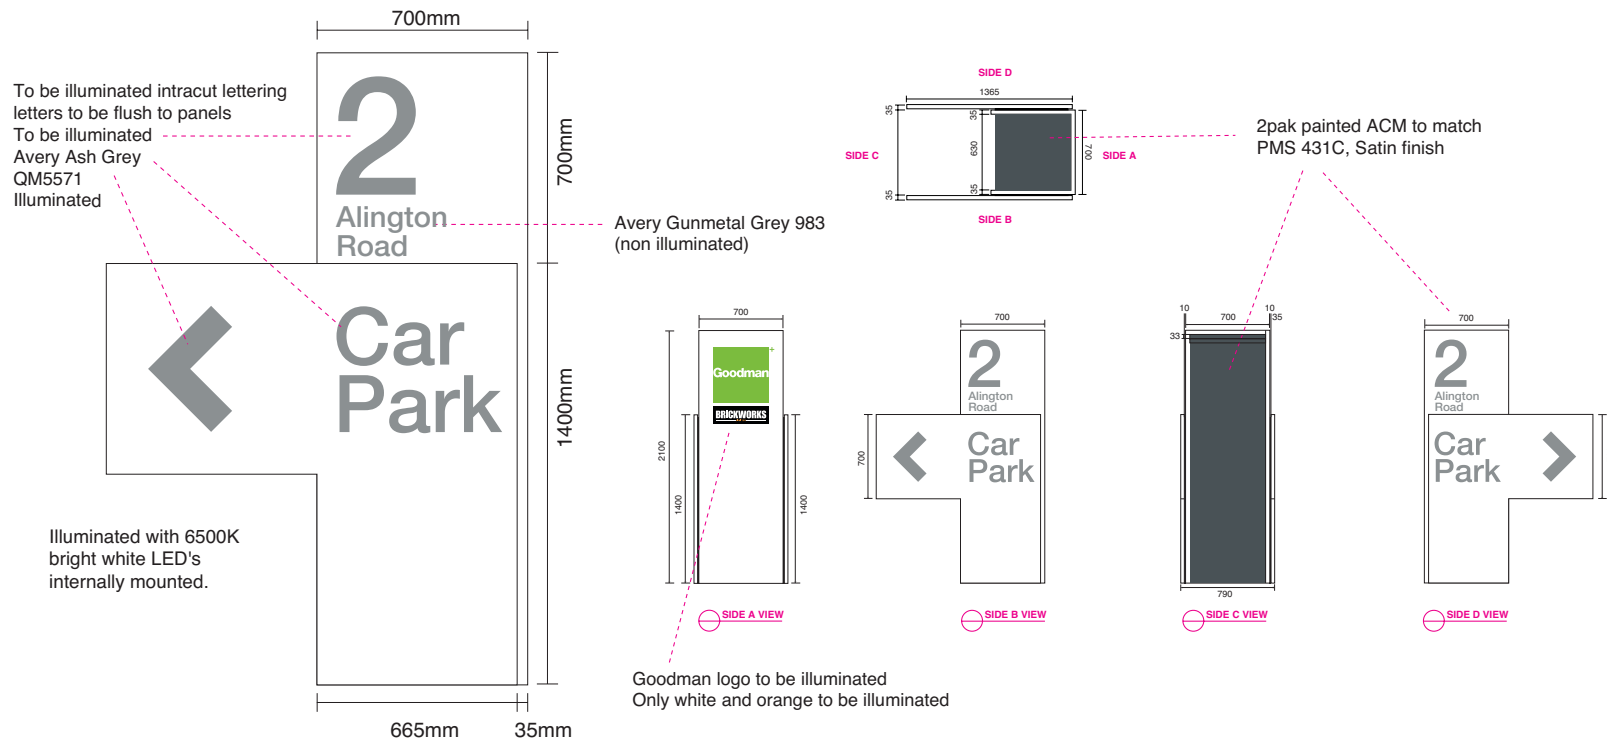 700mm
To be illuminated intracut lettering
letters to be flush to panels
To be illuminated
Avery Ash Grey
QM5571
Illuminated
2
Alington
Road
700mm
Avery Gunmetal Grey 983
(non illuminated)
Car
Park
1400mm
Illuminated with 6500K
bright white LED's
internally mounted.
665mm
35mm
SIDE D
1365
35
35
SIDE C
630
700
SIDE A
35
35
SIDE B
2pak painted ACM to match
PMS 431C, Satin finish
700
2100
Goodman
+
BRICKWORKS
1400
1400
SIDE A VIEW
Goodman logo to be illuminated
Only white and orange to be illuminated
700
2
Alington
Road
700
Car
Park
SIDE B VIEW
10
700
10
35
33
790
SIDE C VIEW
700
2
Alington
Road
Car
Park
SIDE D VIEW